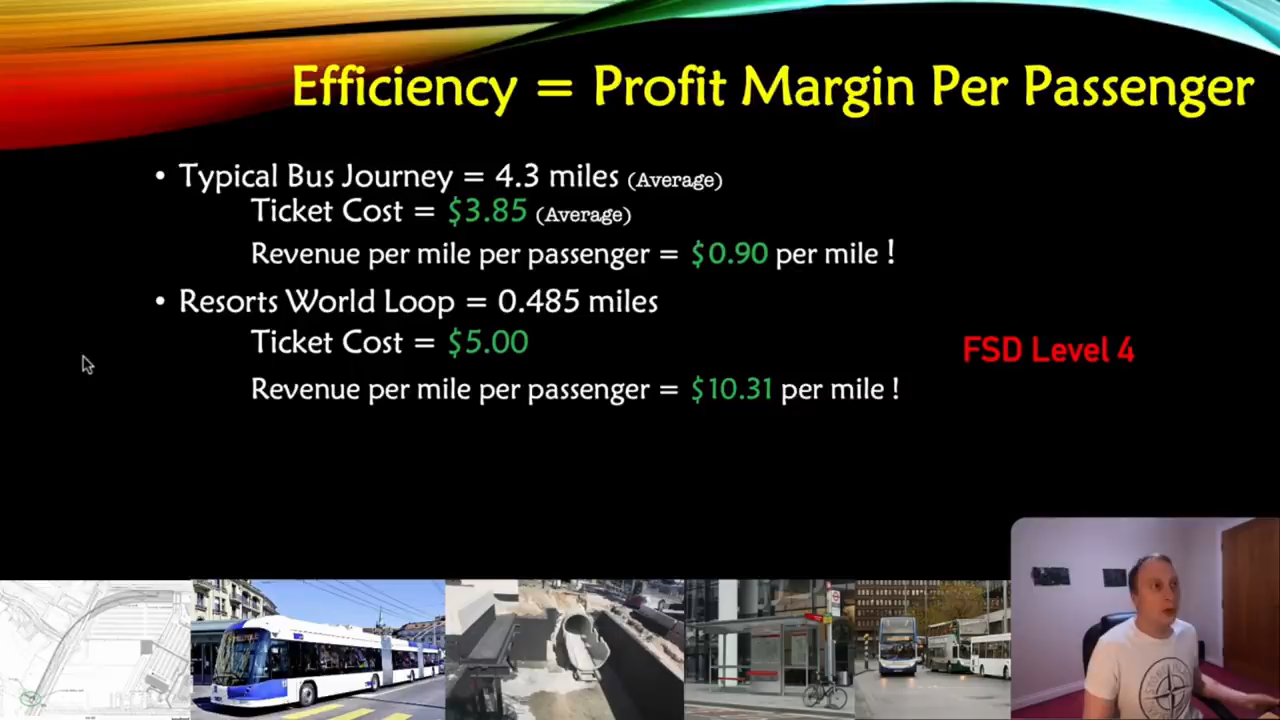 Efficiency = Profit Margin Per Passenger
• Typical Bus Journey = 4.3 miles (Average)
Ticket Cost = $3.85 (Average)
Revenue per mile per passenger = $0.90 per mile !
• Resorts World Loop = 0.485 miles
Ticket Cost = $5.00
FSD Level 4
Revenue per mile per passenger = $10.31 per mile !